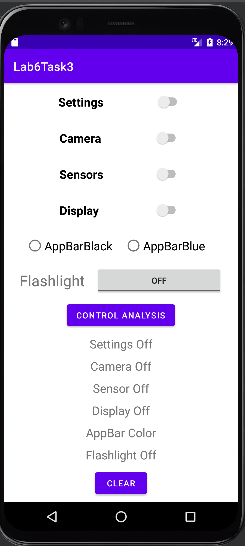 8:2
Lab6Task3
Settings
Camera
Sensors
Display
AppBarBlack AppBarBlue
Flashlight OFF
CONTROL ANALYSIS
Settings Off
Camera Off
Sensor Off
Display Off
AppBar Color
Flashlight Off
CLEAR